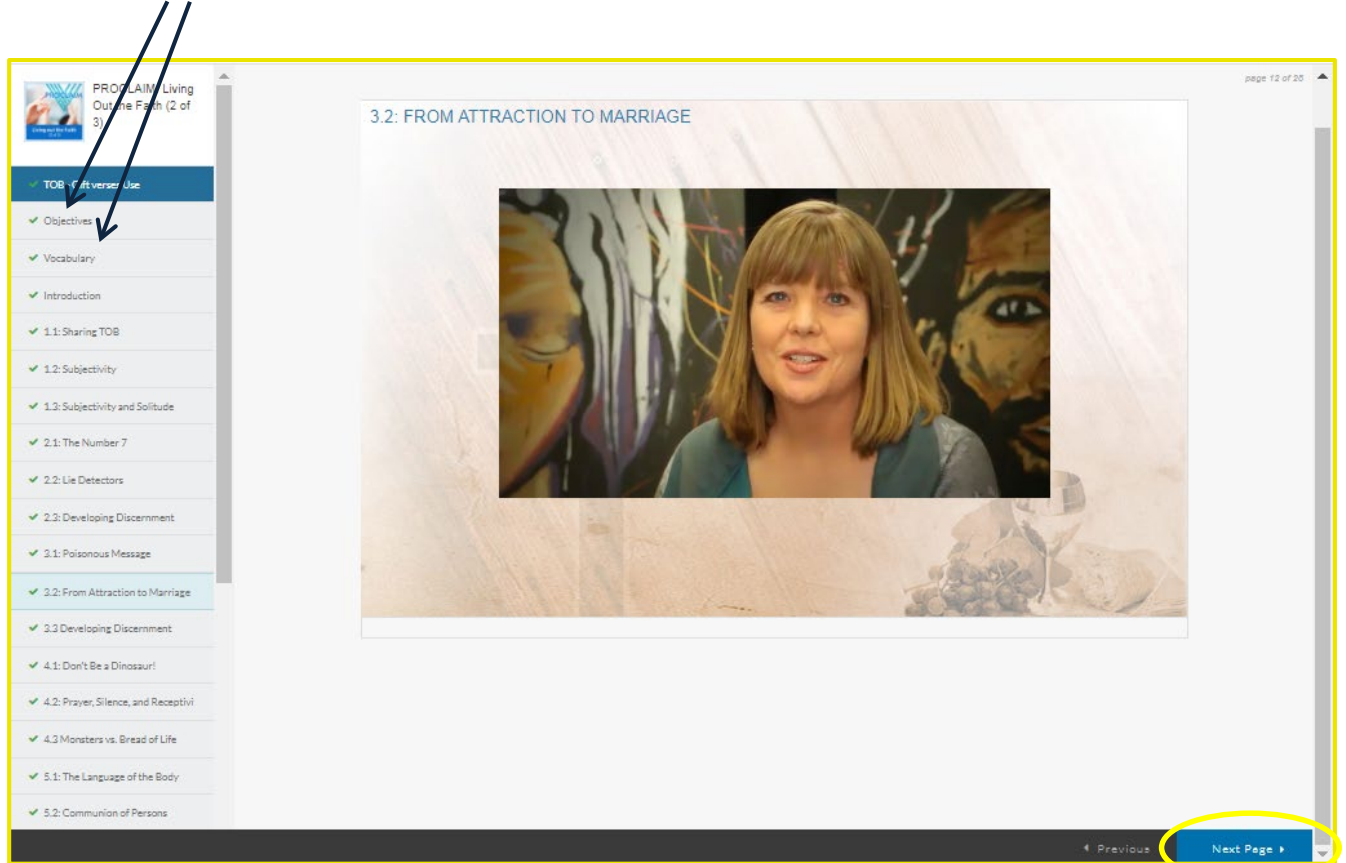 PROCLAIM: Living
Out the Faith (2 of
3)
PROCLAIM
TOB - Gift verses Use
Objectives
Vocabulary
Introduction
1.1: Sharing TOB
1.2: Subjectivity
1.3: Subjectivity and Solitude
2.1: The Number 7
2.2: Lie Detectors
2.3: Developing Discernment
3.1: Poisonous Message
3.2: From Attraction to Marriage
3.3 Developing Discernment
4.1: Don't Be a Dinosaur!
4.2: Prayer, Silence, and Receptivi
4.3 Monsters vs. Bread of Life
5.1: The Language of the Body
5.2: Communion of Persons
page 12 of 26
3.2: FROM ATTRACTION TO MARRIAGE
Previous
Next Page